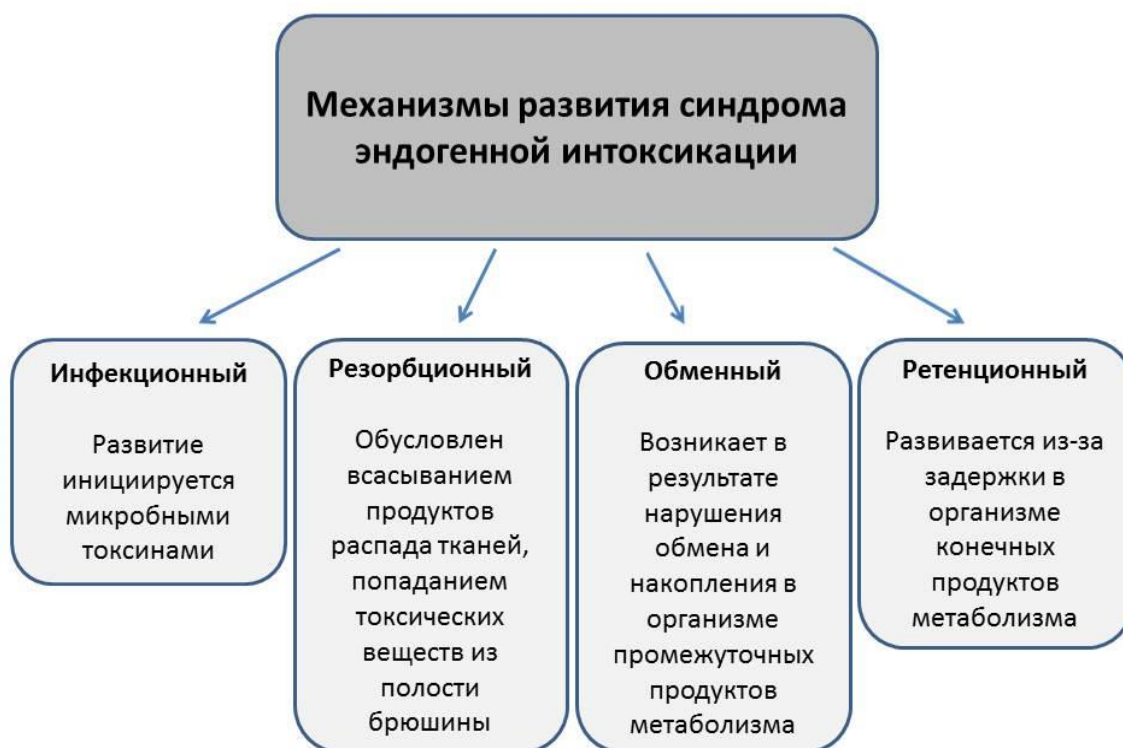 Механизмы развития синдрома
эндогенной интоксикации
Инфекционный
Развитие
инициируется
микробными
токсинами
Резорбционный
Обусловлен
всасыванием
продуктов
распада тканей,
попаданием
токсических
веществ из
полости
брюшины
Обменный
Возникает в
результате
нарушения
обмена и
накопления в
организме
промежуточных
продуктов
метаболизма
Ретенционный
Развивается из-за
задержки в
организме
конечных
продуктов
метаболизма